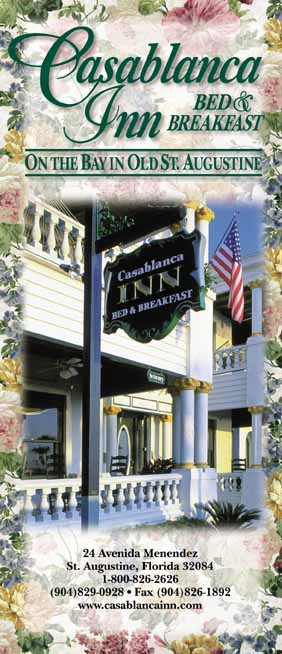 Casablanca
Inn BED &
BREAKFAST
ON THE BAY IN OLD ST. AUGUSTINE
Casablanca
INN
BED & BREAKFAST
24 Avenida Menendez
St. Augustine, Florida 32084
1-800-826-2626
(904)829-0928 • Fax (904)826-1892
www.casablancainn.com